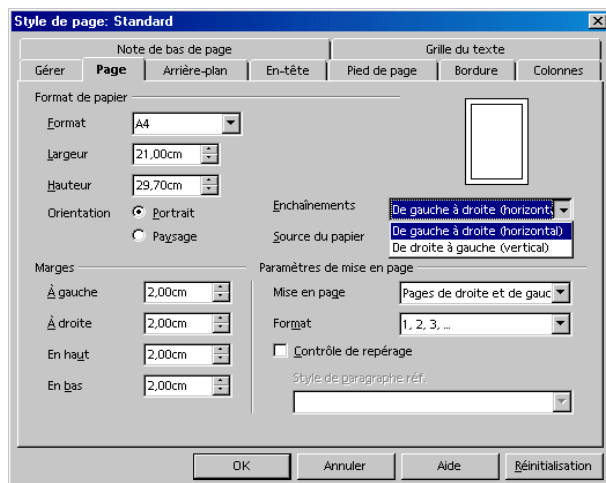 Style de page: Standard
Note de bas de page
Grille du texte
Gérer
Page
Arrière-plan
En-tête
Pied de page
Bordure
Colonnes
Format de papier
Format
A4
Largeur
21,00cm
Hauteur
29,70cm
Orientation
Portrait
Paysage
Enchaînements
De gauche à droite (horizont
De gauche à droite (horizontal)
De droite à gauche (vertical)
Source du papier
Marges
À gauche
2,00cm
À droite
2,00cm
En haut
2,00cm
En bas
2,00cm
Paramètres de mise en page
Mise en page
Pages de droite et de gauc
Format
1, 2, 3, ...
Contrôle de repérage
Style de paragraphe réf.
OK
Annuler
Aide
Réinitialisation